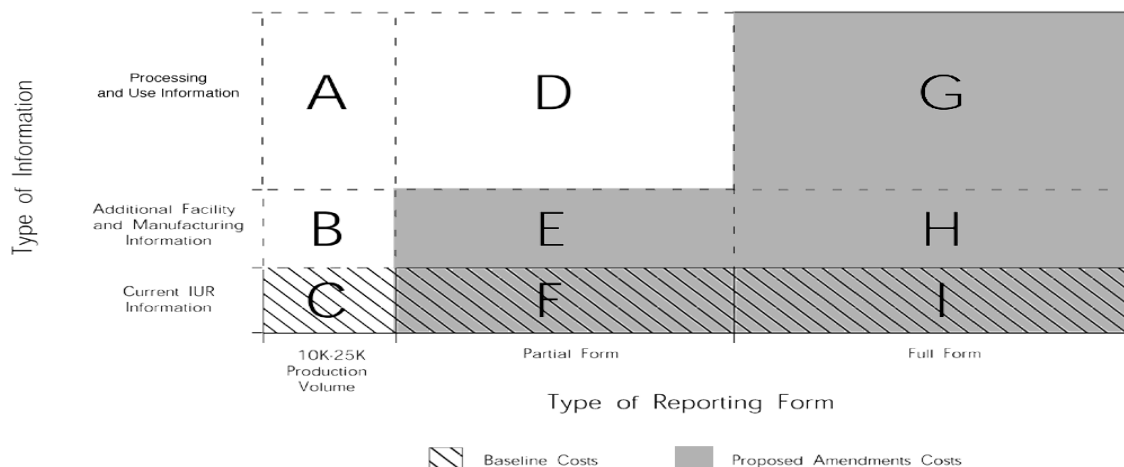 Type of Information
Processing
and Use Information
A
D
G
Additional Facility
and Manufacturing
Information
B
E
H
Current IUR
Information
C
F
I
10K-25K
Production
Volume
Partial Form
Full Form
Type of Reporting Form
Baseline Costs
Proposed Amendments Costs